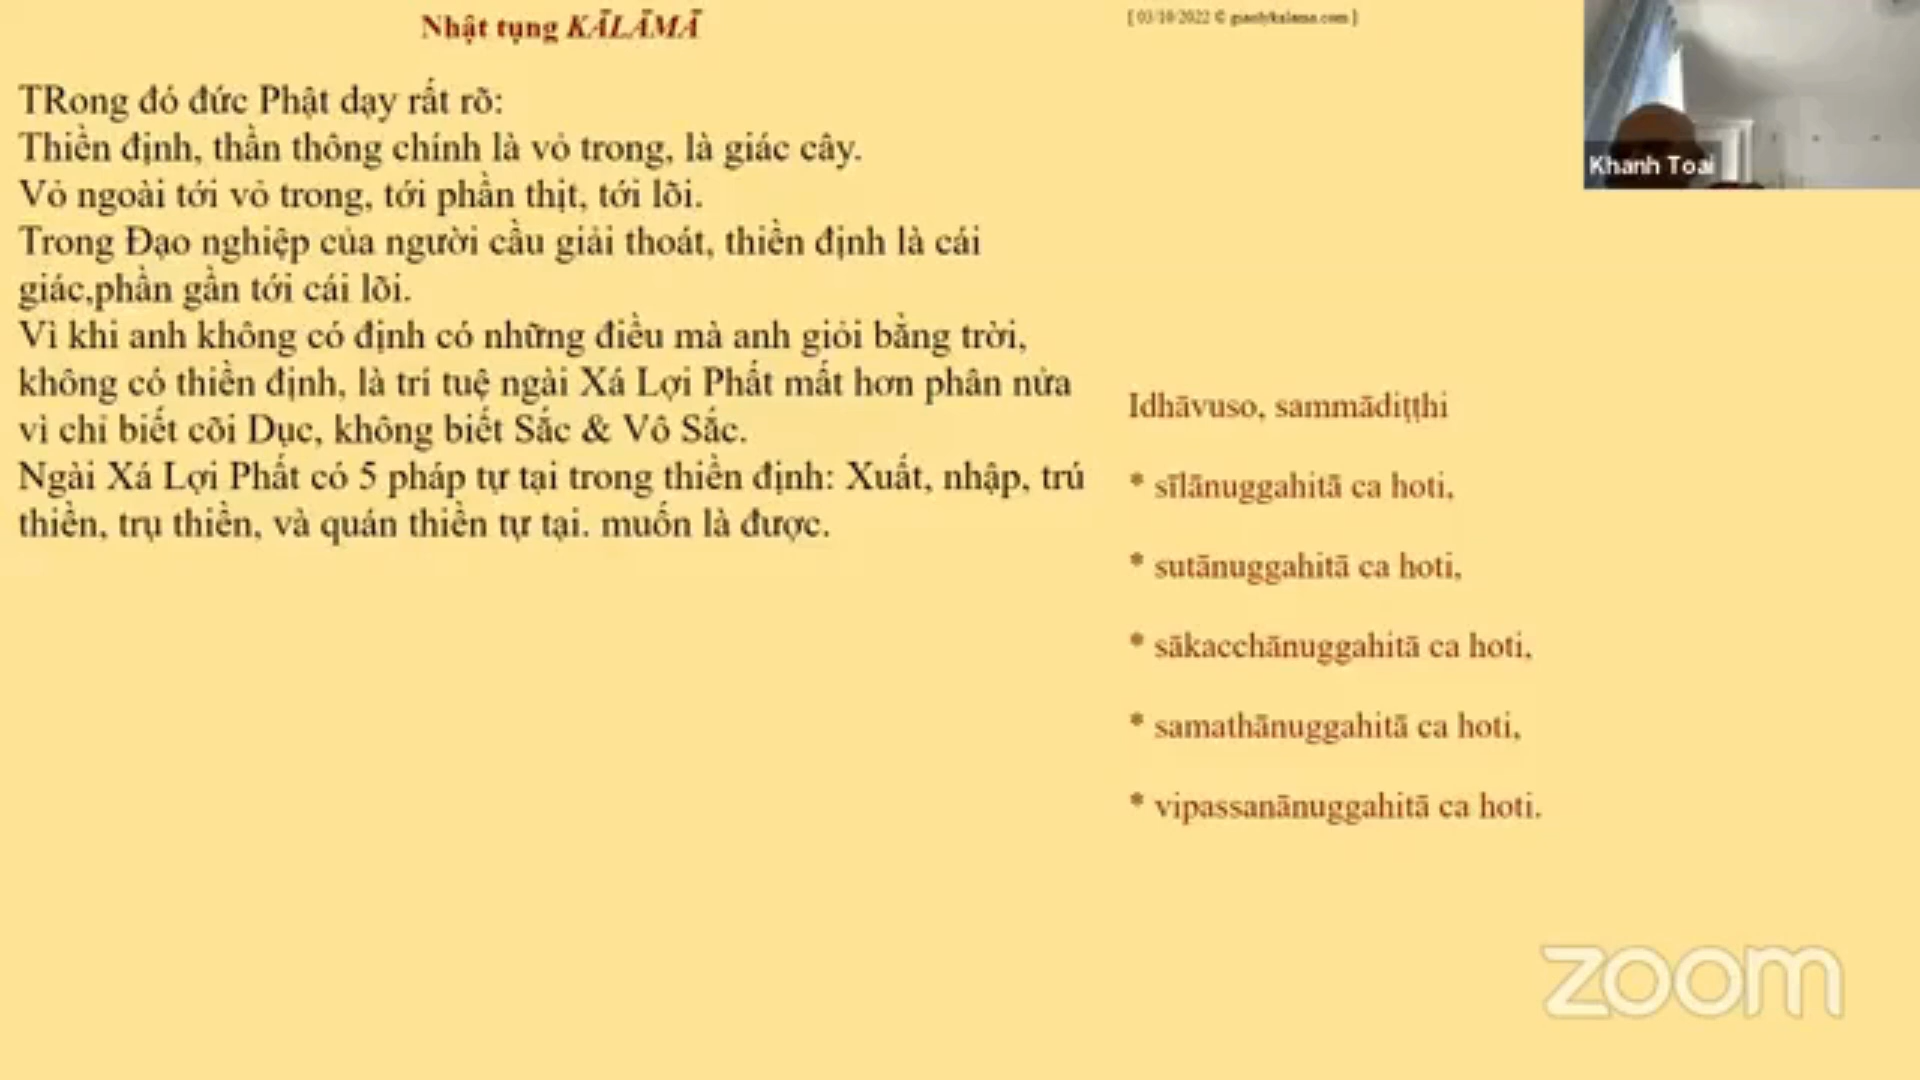 Nhật tụng KĀLĀMĀ
[ 03/10/2022 © giaolykalama.com ]
TRong đó đức Phật dạy rất rõ:
Thiền định, thần thông chính là vỏ trong, là giác cây.
Vỏ ngoài tới vỏ trong, tới phần thịt, tới lõi.
Trong Đạo nghiệp của người cầu giải thoát, thiền định là cái
giác,phần gần tới cái lõi.
Vì khi anh không có định có những điều mà anh giỏi bằng trời,
không có thiền định, là trí tuệ ngài Xá Lợi Phất mất hơn phân nửa
vì chỉ biết cõi Dục, không biết Sắc & Vô Sắc.
Ngài Xá Lợi Phất có 5 pháp tự tại trong thiền định: Xuất, nhập, trú
thiền, trụ thiền, và quán thiền tự tại. muốn là được.
Idhāvuso, sammādiṭṭhi
* sīlānuggahitā ca hoti,
* sutānuggahitā ca hoti,
* sākacchānuggahitā ca hoti,
* samathānuggahitā ca hoti,
* vipassanānuggahitā ca hoti.
Khanh Toai
zoom